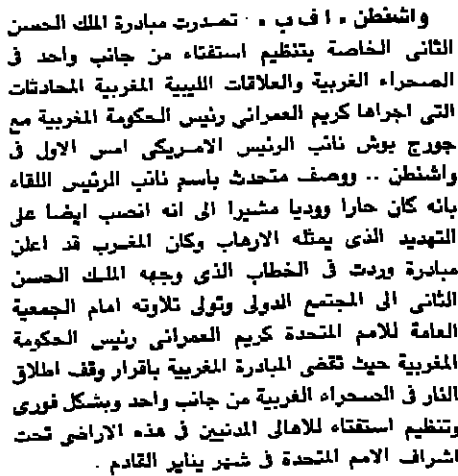 واشنطن ـ ا ف ب ـ تصدرت مبادرة الملك الحسن
الثانى الخاصة بتنظيم استفتاء من جانب واحد فى
الصحراء الغربية والعلاقات الليبية المغربية المحادثات
التى اجراها كريم العمرانى رئيس الحكومة المغربية مع
جورج بوش نائب الرئيس الامريكى امس الاول فى
واشنطن .. ووصف متحدث باسم نائب الرئيس اللقاء
بانه كان حارا ووديا مشيرا الى انه انصب ايضا على
التهديد الذى يمثله الارهاب وكان المغرب قد اعلن
مبادرة وردت فى الخطاب الذى وجهه الملك الحسن
الثانى الى المجتمع الدولى وتولى تلاوته امام الجمعية
العامة للامم المتحدة كريم العمرانى رئيس الحكومة
المغربية حيث تقضى المبادرة المغربية باقرار وقف اطلاق
النار فى الصحراء الغربية من جانب واحد وبشكل فورى
وتنظيم استفتاء للاهالى المدنيين فى هذه الاراضى تحت
اشراف الامم المتحدة فى شهر يناير القادم .